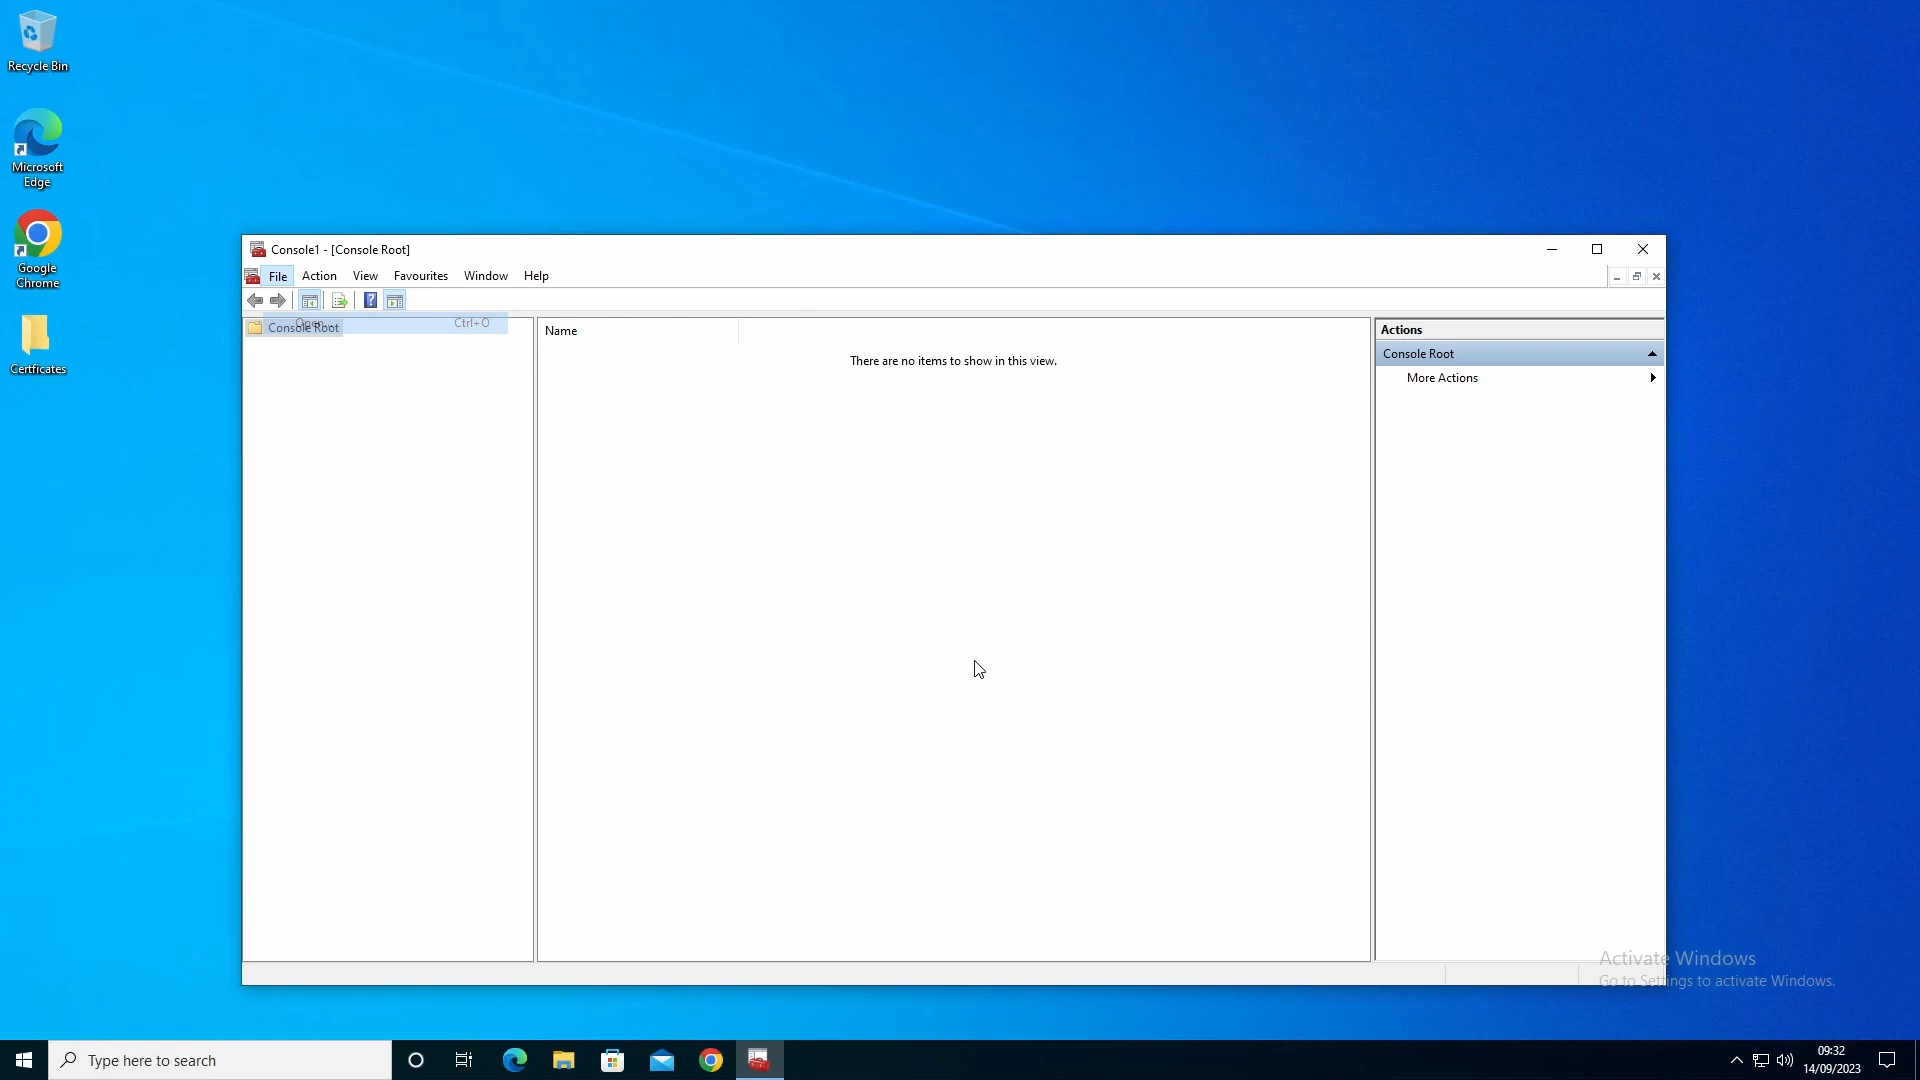 Recycle Bin
Microsoft
Edge
Google
Chrome
Certficates
Console1 - [Console Root]
File Action View Favourites Window Help
Open... Ctrl+O
Console Root
Name
There are no items to show in this view.
Actions
Console Root
More Actions
Activate Windows
Go to Settings to activate Windows.
Type here to search
09:32
14/09/2023